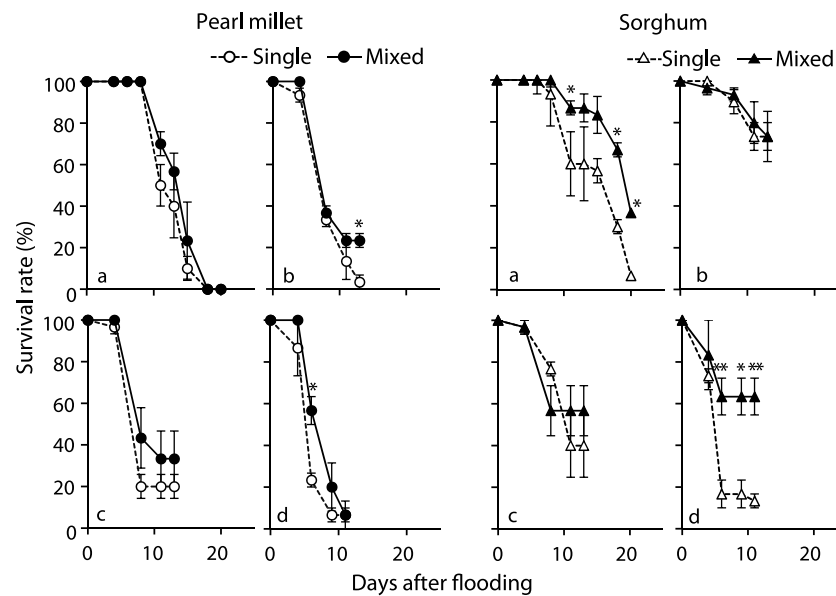 Pearl millet
Sorghum
Single Mixed
Single Mixed
Survival rate (%)
100
80
60
40
20
0
a
* b
* * * a
b
100
80
60
40
20
0
c
* d
c
** * ** d
0 10 20
0 10 20
0 10 20
0 10 20
Days after flooding